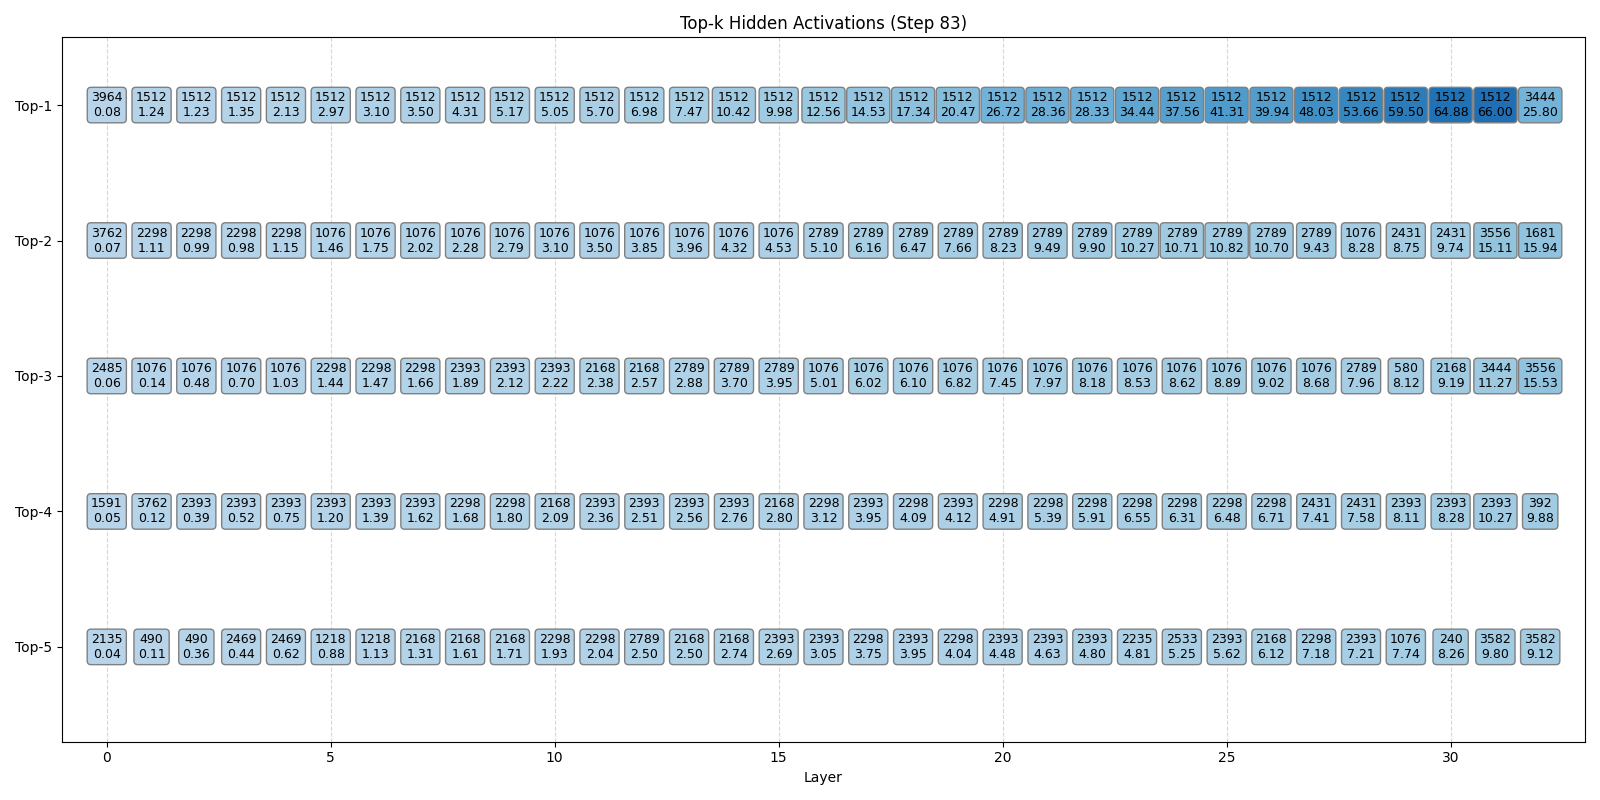 Top-k Hidden Activations (Step 83)
Top-1
3964 1512 1512 1512 1512 1512 1512 1512 1512 1512 1512 1512 1512 1512 1512 1512 1512 1512 1512 1512 1512 1512 1512 1512 1512 1512 1512 1512 1512 1512 1512 1512 3444
0.08 1.24 1.23 1.35 2.13 2.97 3.10 3.50 4.31 5.17 5.05 5.70 6.98 7.47 10.42 9.98 12.56 14.53 17.34 20.47 26.72 28.36 28.33 34.44 37.56 41.31 39.94 48.03 53.66 59.50 64.88 66.00 25.80
Top-2
3762 2298 2298 2298 2298 1076 1076 1076 1076 1076 1076 1076 1076 1076 1076 1076 2789 2789 2789 2789 2789 2789 2789 2789 2789 2789 2789 2789 1076 2431 2431 3556 1681
0.07 1.11 0.99 0.98 1.15 1.46 1.75 2.02 2.28 2.79 3.10 3.50 3.85 3.96 4.32 4.53 5.10 6.16 6.47 7.66 8.23 9.49 9.90 10.27 10.71 10.82 10.70 9.43 8.28 8.75 9.74 15.11 15.94
Top-3
2485 1076 1076 1076 1076 2298 2298 2298 2393 2393 2393 2168 2168 2789 2789 2789 1076 1076 1076 1076 1076 1076 1076 1076 1076 1076 1076 1076 2789 580 2168 3444 3556
0.06 0.14 0.48 0.70 1.03 1.44 1.47 1.66 1.89 2.12 2.22 2.38 2.57 2.88 3.70 3.95 5.01 6.02 6.10 6.82 7.45 7.97 8.18 8.53 8.62 8.89 9.02 8.68 7.96 8.12 9.19 11.27 15.53
Top-4
1591 3762 2393 2393 2393 2393 2393 2393 2298 2298 2168 2393 2393 2393 2393 2168 2298 2393 2298 2393 2298 2298 2298 2298 2298 2298 2298 2431 2431 2393 2393 2393 392
0.05 0.12 0.39 0.52 0.75 1.20 1.39 1.62 1.68 1.80 2.09 2.36 2.51 2.56 2.76 2.80 3.12 3.95 4.09 4.12 4.91 5.39 5.91 6.55 6.31 6.48 6.71 7.41 7.58 8.11 8.28 10.27 9.88
Top-5
2135 490 490 2469 2469 1218 1218 2168 2168 2168 2298 2298 2789 2168 2168 2393 2393 2298 2393 2298 2393 2393 2393 2235 2533 2393 2168 2298 2393 1076 240 3582 3582
0.04 0.11 0.36 0.44 0.62 0.88 1.13 1.31 1.61 1.71 1.93 2.04 2.50 2.50 2.74 2.69 3.05 3.75 3.95 4.04 4.48 4.63 4.80 4.81 5.25 5.62 6.12 7.18 7.21 7.74 8.26 9.80 9.12
0 5 10 15 20 25 30
Layer